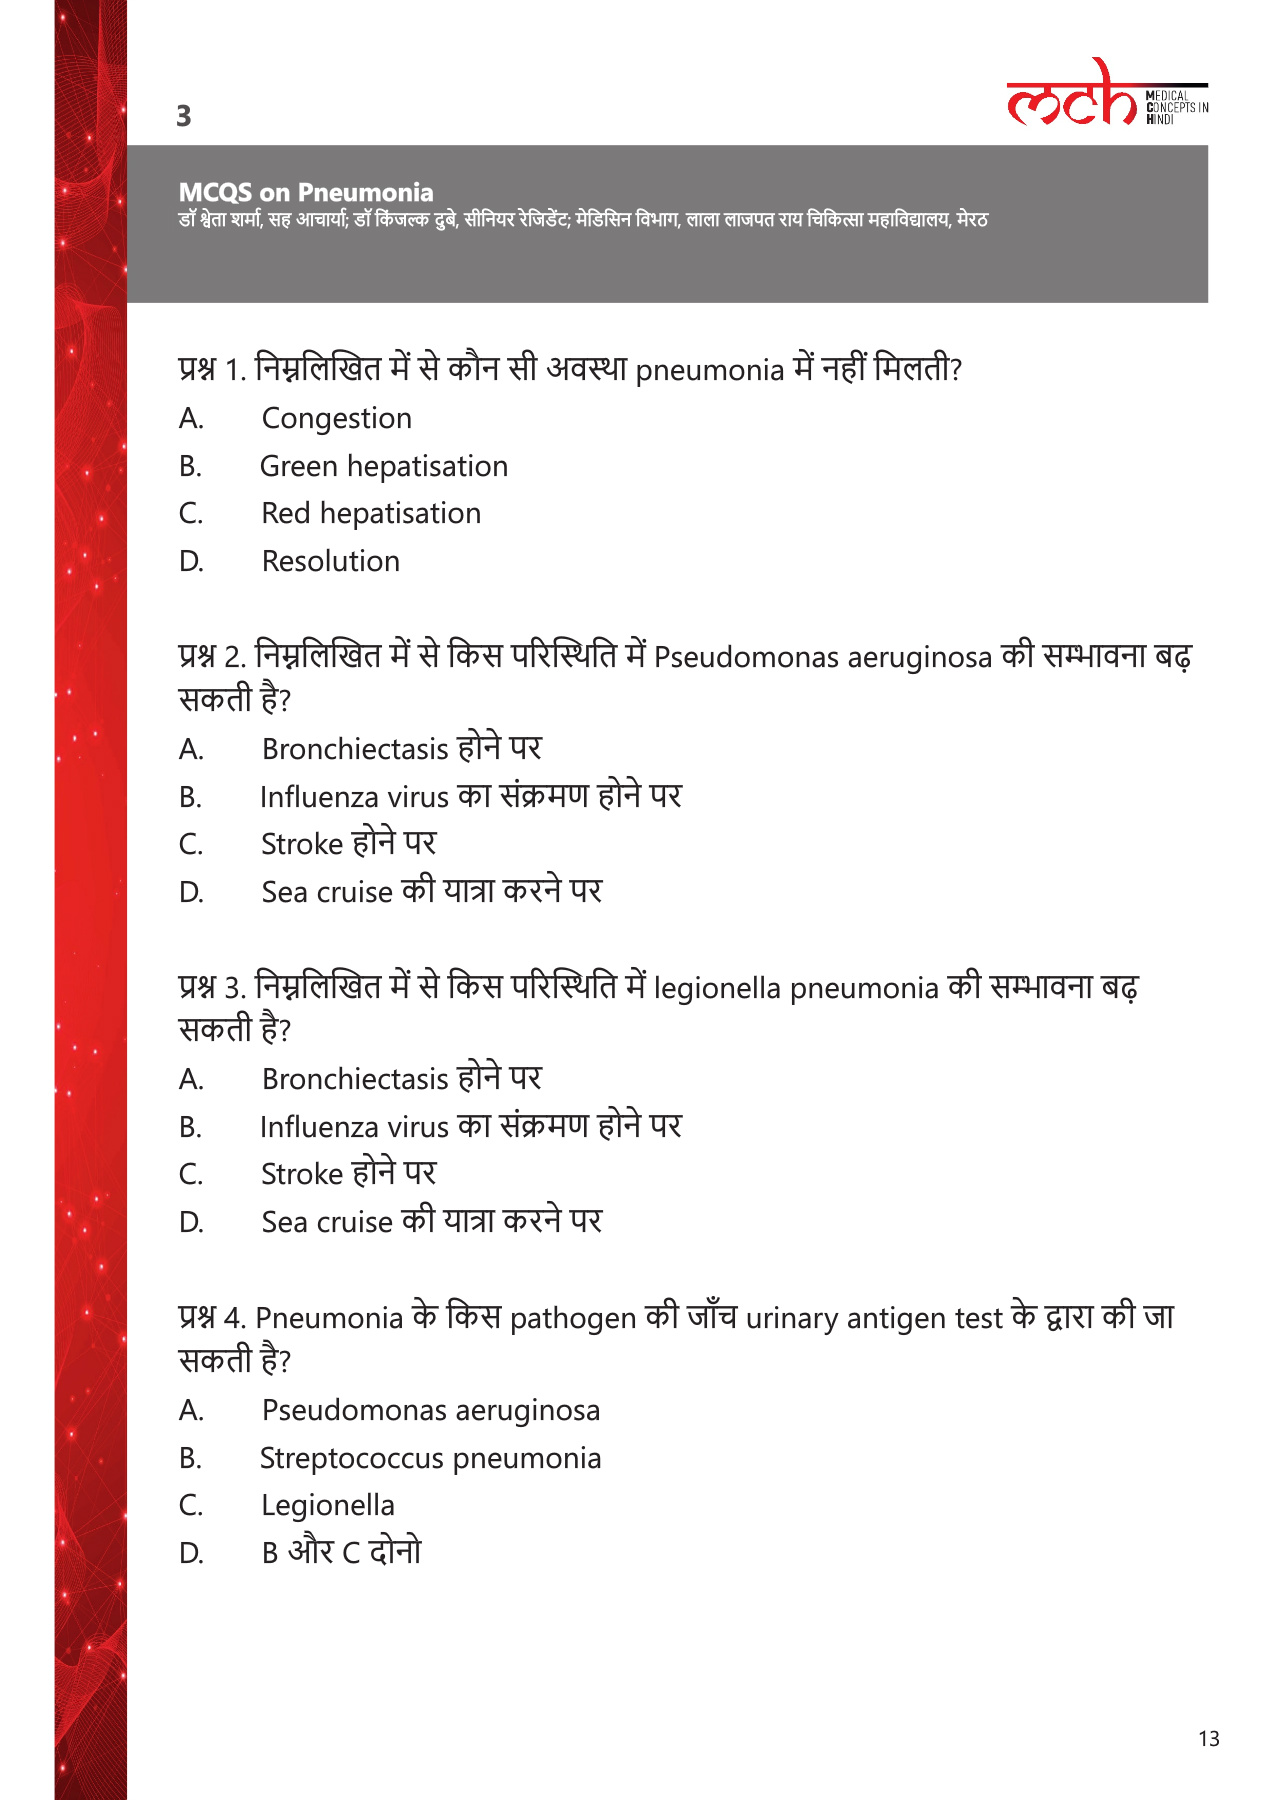 3
mch
MEDICAL
CONCEPTS IN
HINDI
MCQS on Pneumonia
डॉ श्वेता शर्मा, सह आचार्या; डॉ किंजल्क दुबे, सीनियर रेजिडेंट; मेडिसिन विभाग, लाला लाजपत राय चिकित्सा महाविद्यालय, मेरठ
प्रश्न 1. निम्नलिखित में से कौन सी अवस्था pneumonia में नहीं मिलती?
A. Congestion
B. Green hepatisation
C. Red hepatisation
D. Resolution
प्रश्न 2. निम्नलिखित में से किस परिस्थिति में Pseudomonas aeruginosa की सम्भावना बढ़
सकती है?
A. Bronchiectasis होने पर
B. Influenza virus का संक्रमण होने पर
C. Stroke होने पर
D. Sea cruise की यात्रा करने पर
प्रश्न 3. निम्नलिखित में से किस परिस्थिति में legionella pneumonia की सम्भावना बढ़
सकती है?
A. Bronchiectasis होने पर
B. Influenza virus का संक्रमण होने पर
C. Stroke होने पर
D. Sea cruise की यात्रा करने पर
प्रश्न 4. Pneumonia के किस pathogen की जाँच urinary antigen test के द्वारा की जा
सकती है?
A. Pseudomonas aeruginosa
B. Streptococcus pneumonia
C. Legionella
D. B और C दोनो
13